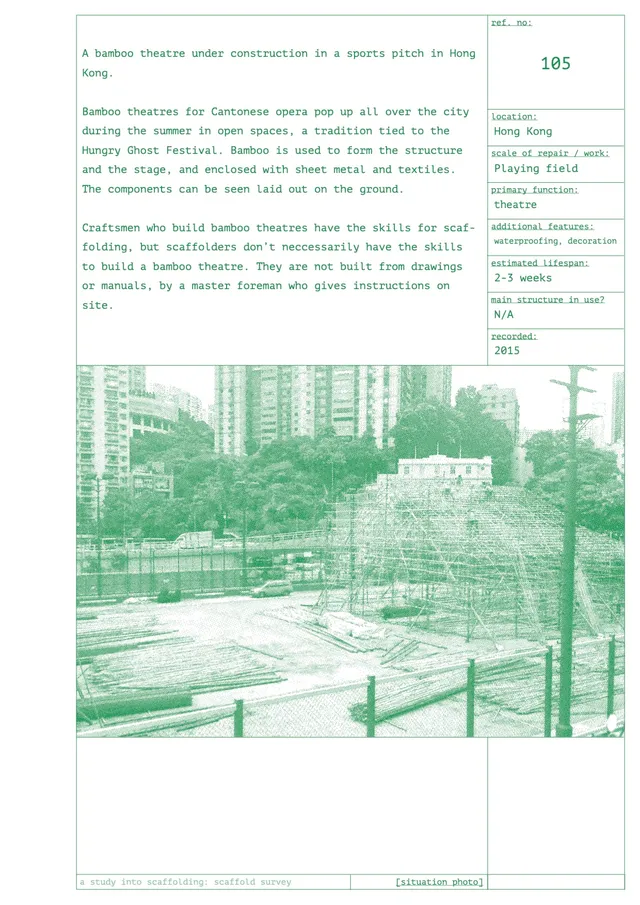 A bamboo theatre under construction in a sports pitch in Hong
Kong.
Bamboo theatres for Cantonese opera pop up all over the city
during the summer in open spaces, a tradition tied to the
Hungry Ghost Festival. Bamboo is used to form the structure
and the stage, and enclosed with sheet metal and textiles.
The components can be seen laid out on the ground.
Craftsmen who build bamboo theatres have the skills for scaf-
folding, but scaffolders don't neccessarily have the skills
to build a bamboo theatre. They are not built from drawings
or manuals, by a master foreman who gives instructions on
site.
ref. no:
105
location:
Hong Kong
scale of repair / work:
Playing field
primary function:
theatre
additional features:
waterproofing, decoration
estimated lifespan:
2-3 weeks
main structure in use?
N/A
recorded:
2015
a study into scaffolding: scaffold survey
[situation photo]